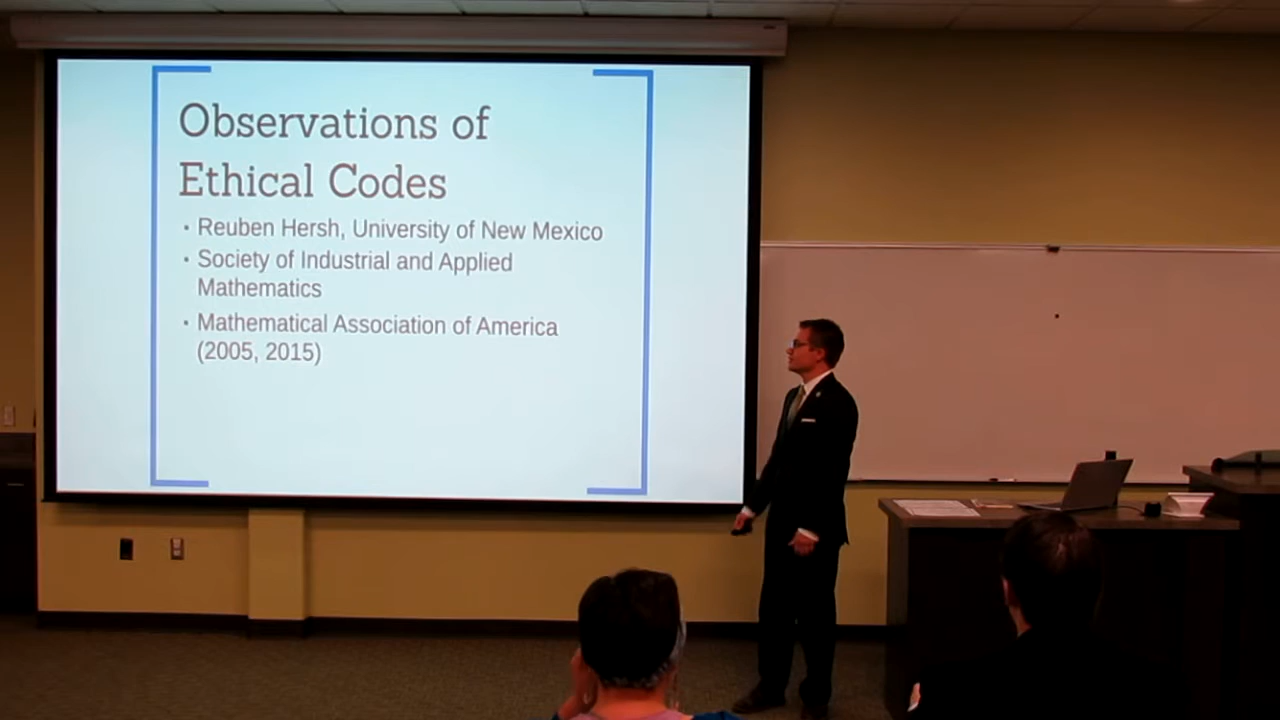 Observations of
Ethical Codes
· Reuben Hersh, University of New Mexico
· Society of Industrial and Applied
Mathematics
· Mathematical Association of America
(2005, 2015)